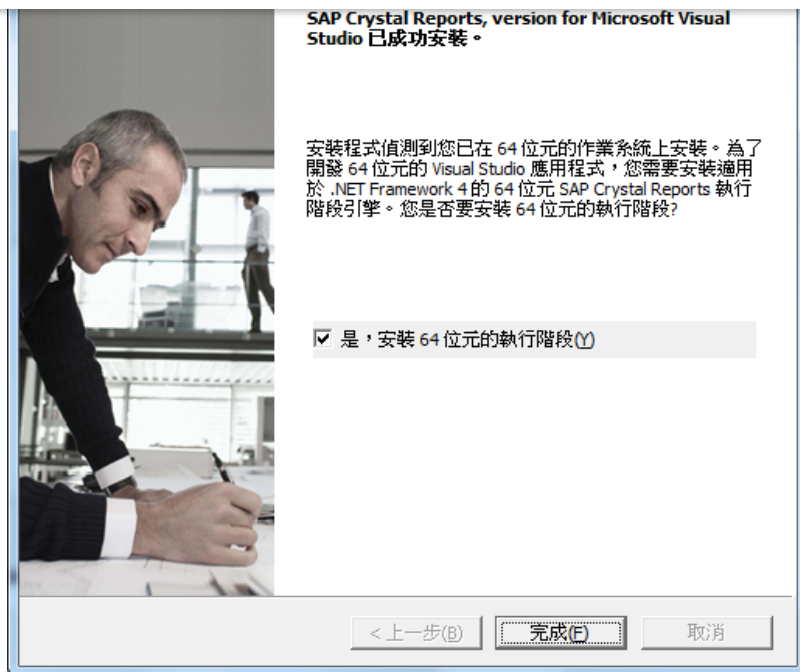 SAP Crystal Reports, version for Microsoft Visual
Studio 已成功安裝。
安裝程式偵測到您已在 64 位元的作業系統上安裝。為了
開發 64 位元的 Visual Studio 應用程式，您需要安裝適用
於 .NET Framework 4 的 64 位元 SAP Crystal Reports 執行
階段引擎。您是否要安裝 64 位元的執行階段?
是，安裝 64 位元的執行階段(Y)
< 上一步(B)
完成(F)
取消